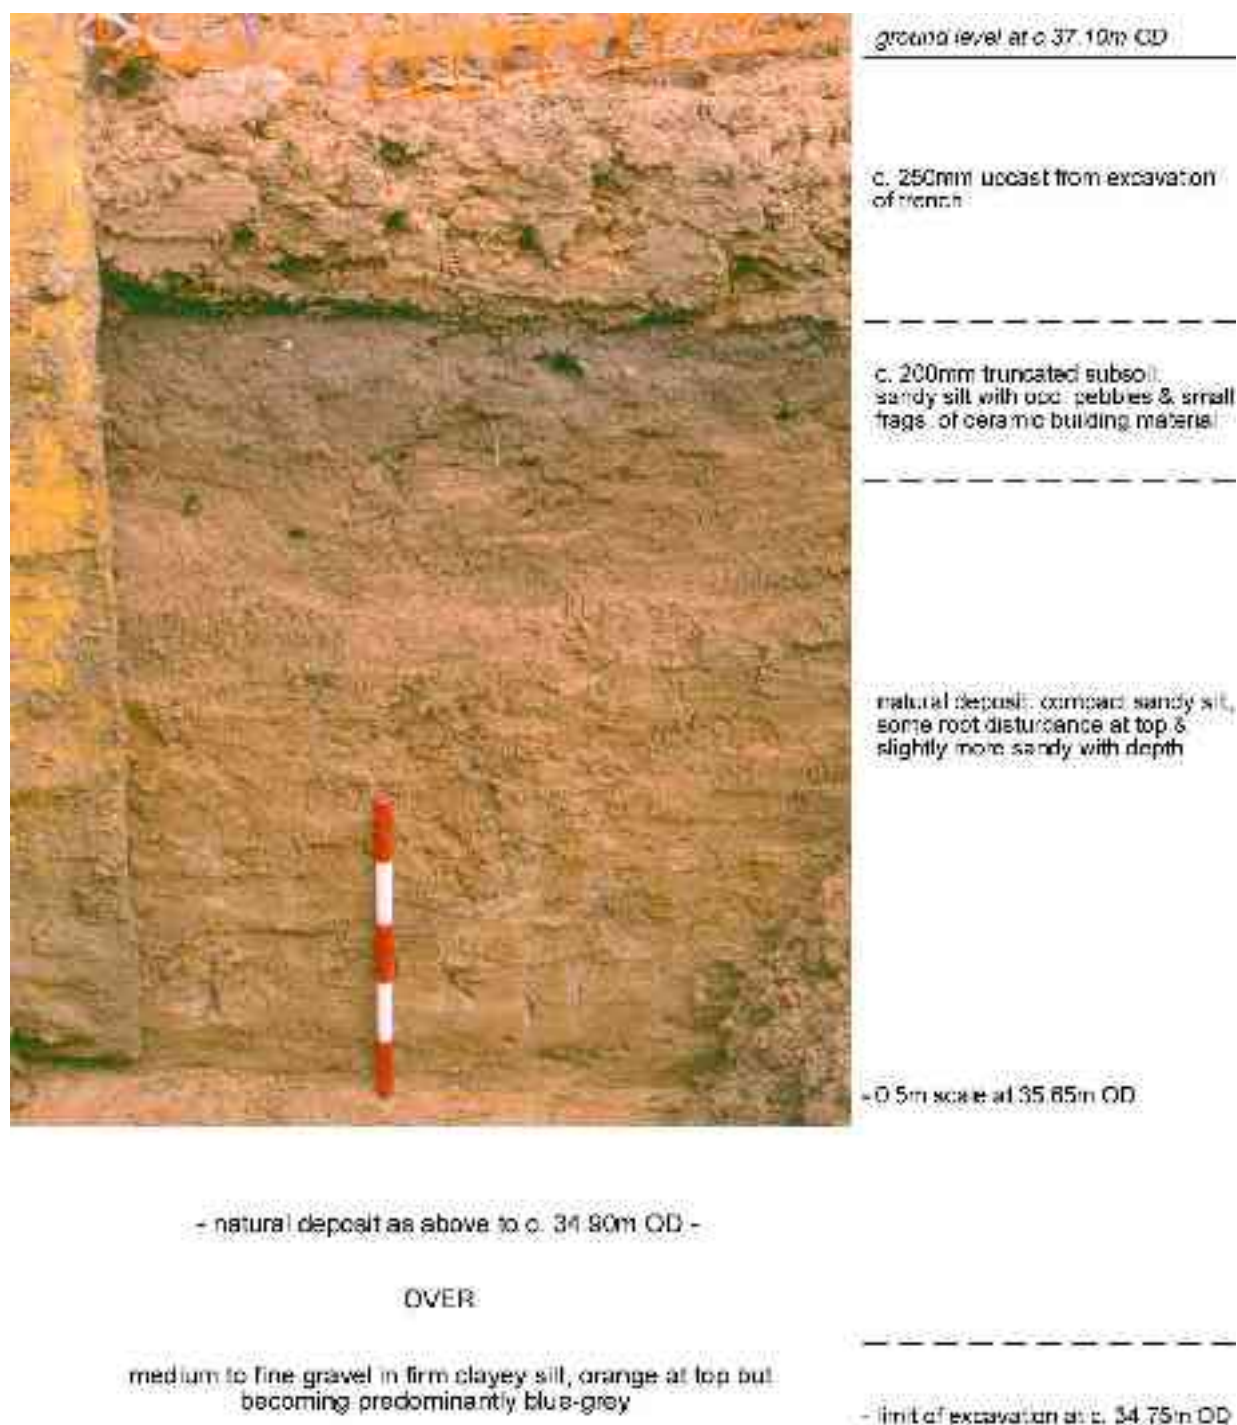 ground level at c 37.10m OD
c. 250mm upcast from excavation
of trench
c. 200mm truncated subsoil:
sandy silt with occ. pebbles & small
frags. of ceramic building material
natural deposit: compact sandy silt,
some root disturbance at top &
slightly more sandy with depth
- 0.5m scale at 35.65m OD
- natural deposit as above to c. 34.90m OD -
OVER
medium to fine gravel in firm clayey silt, orange at top but
becoming predominantly blue-grey
- limit of excavation at c. 34.75m OD